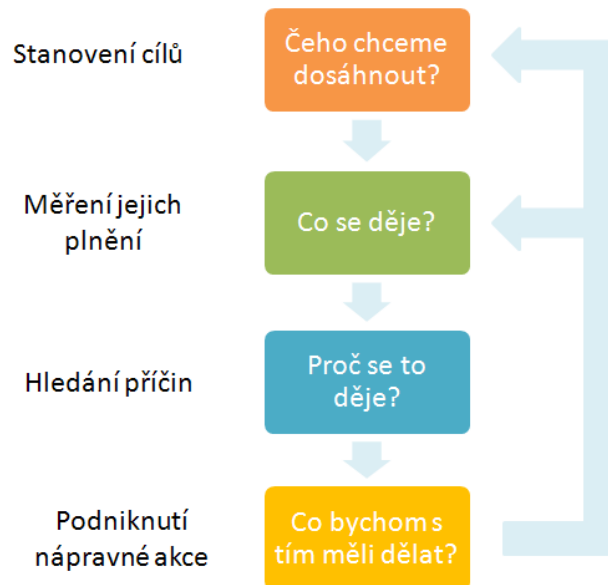 Stanovení cílů
Čeho chceme
dosáhnout?
Měření jejich
plnění
Co se děje?
Hledání příčin
Proč se to
děje?
Podniknutí
nápravné akce
Co bychom s
tím měli dělat?